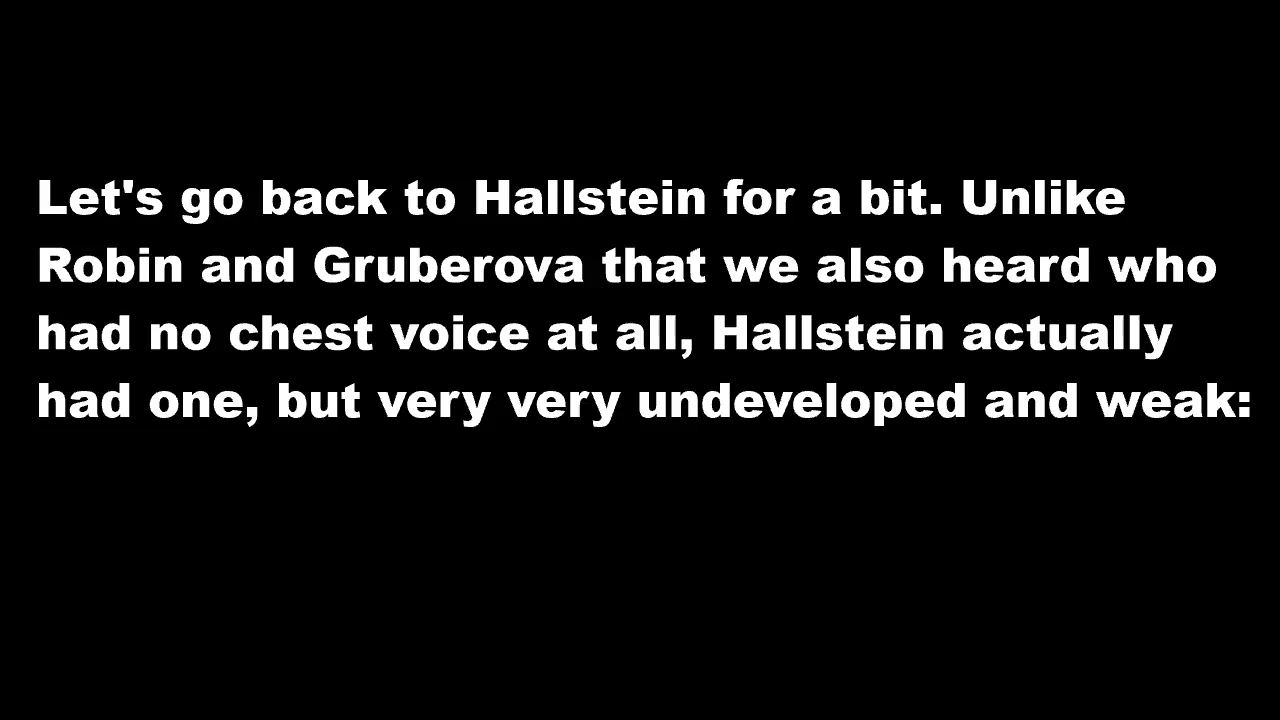 Let's go back to Hallstein for a bit. Unlike
Robin and Gruberova that we also heard who
had no chest voice at all, Hallstein actually
had one, but very very undeveloped and weak: